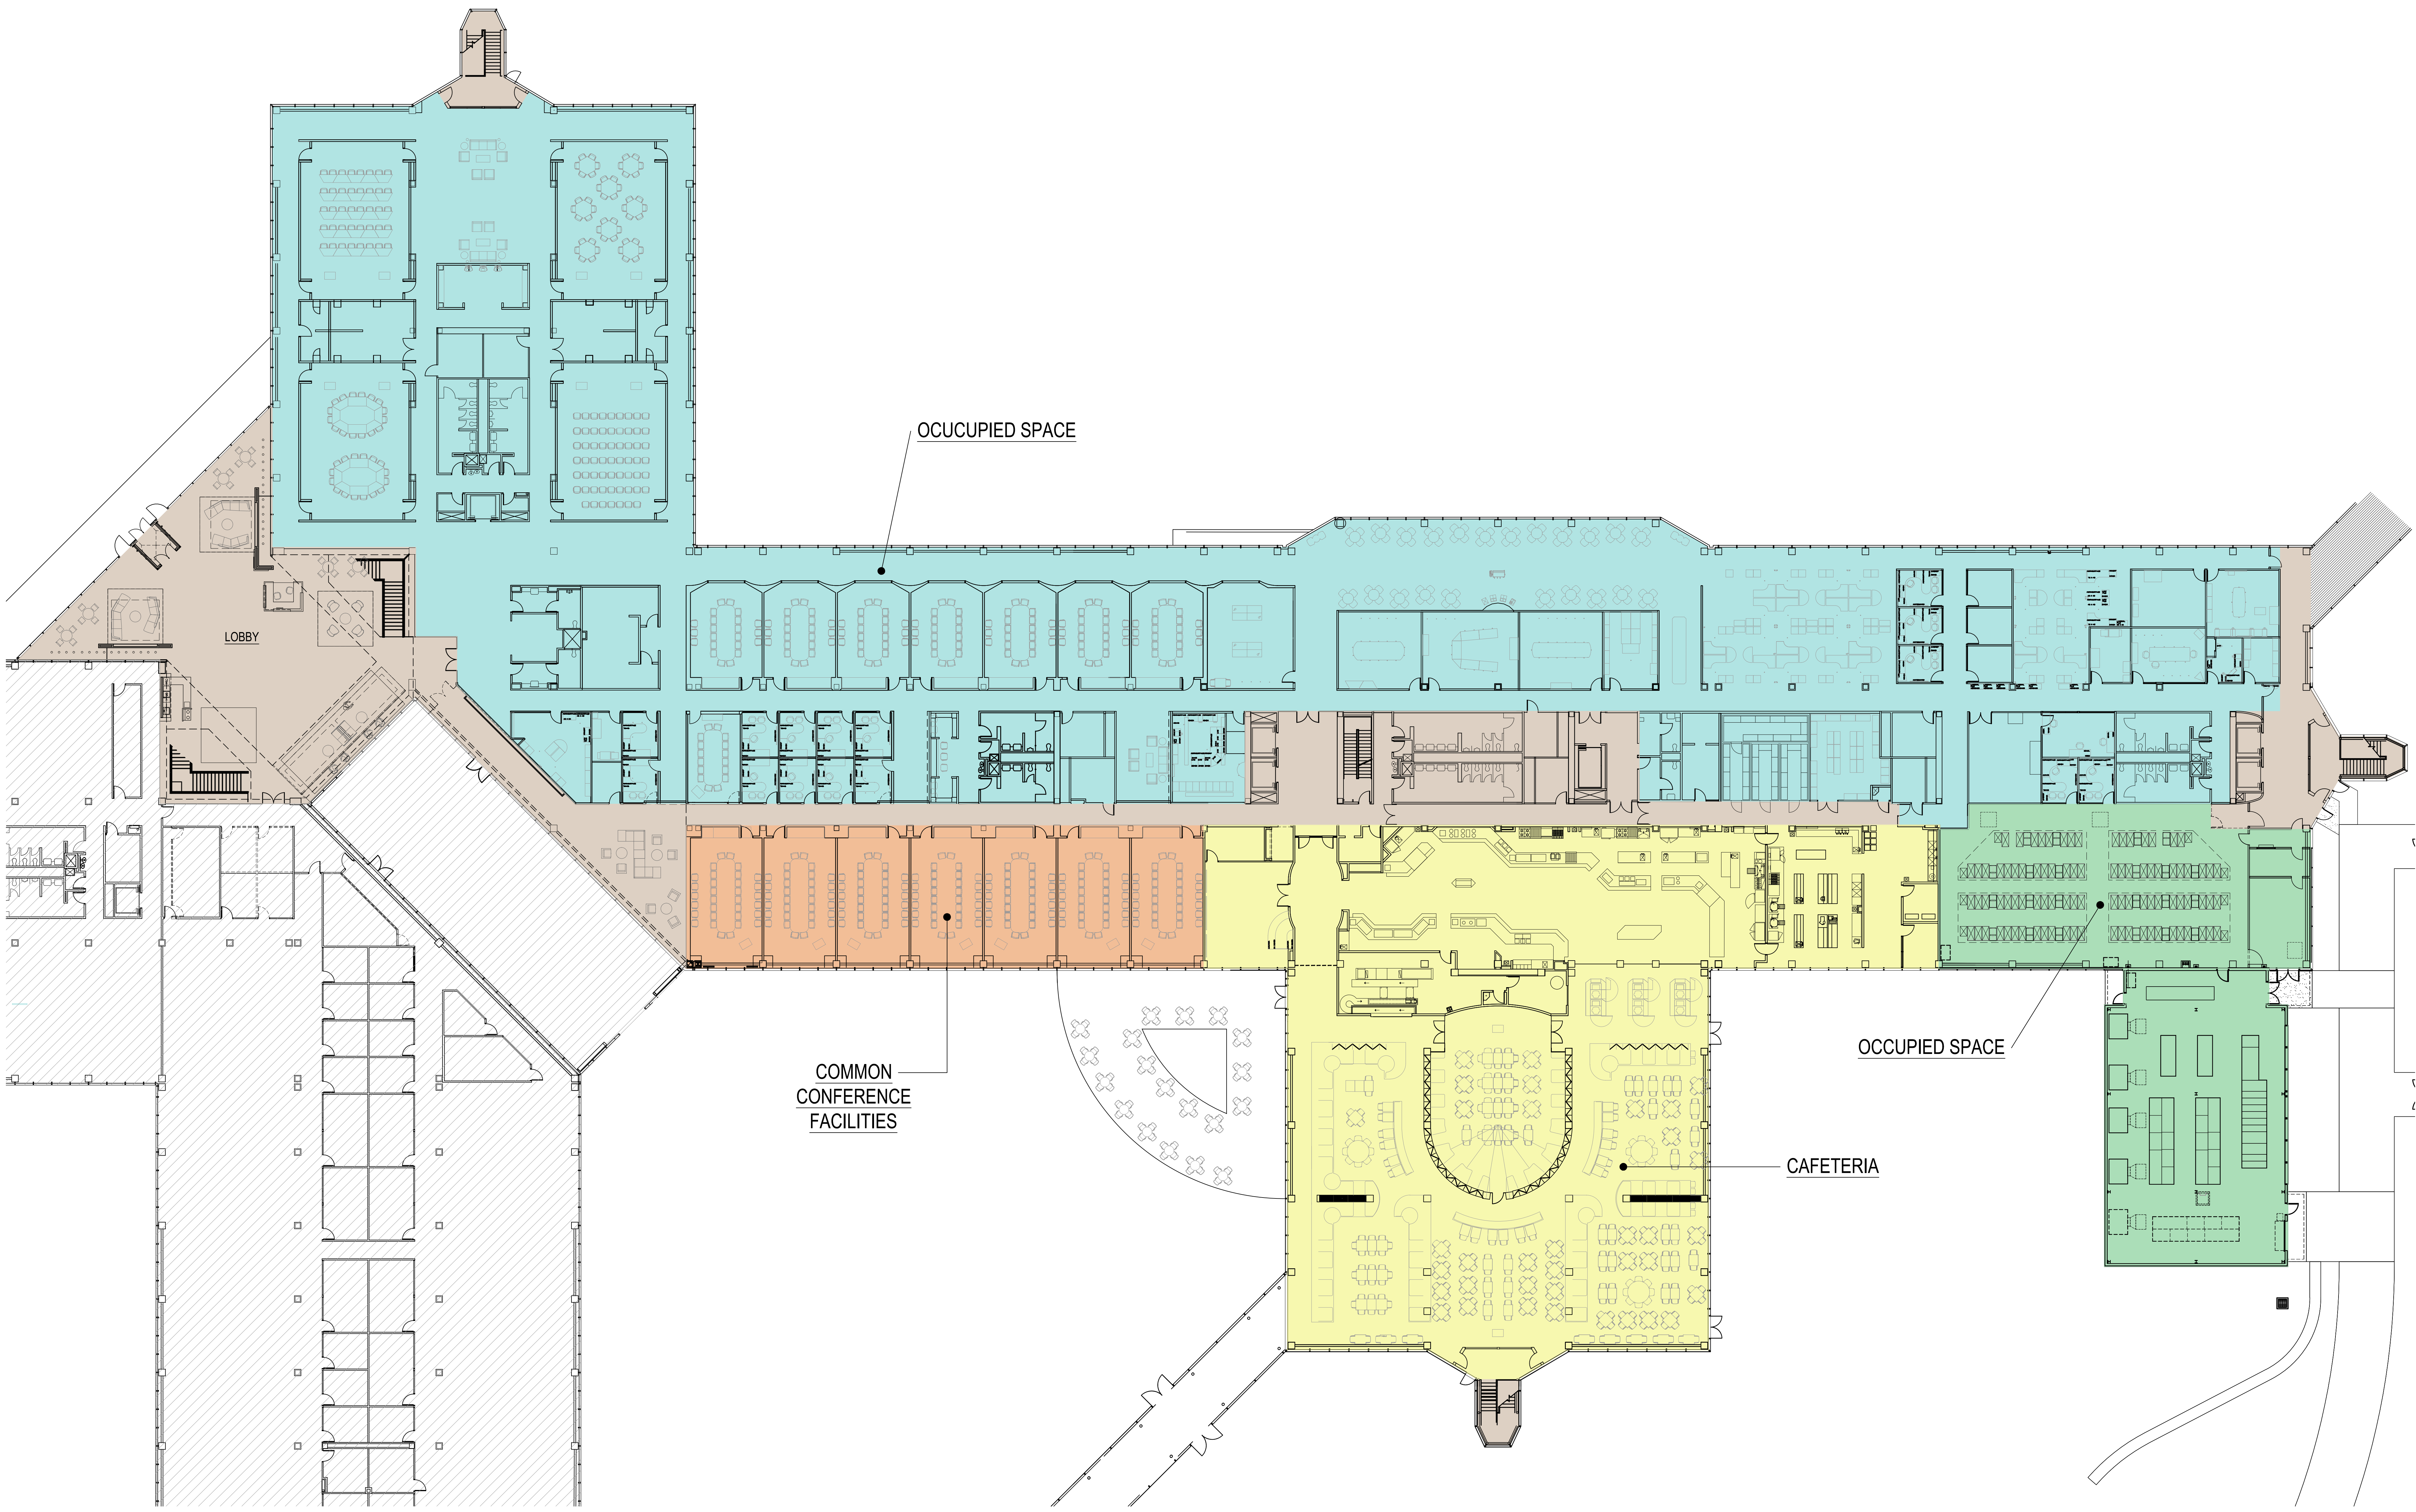 OCUCUPIED SPACE
LOBBY
COMMON
CONFERENCE
FACILITIES
OCCUPIED SPACE
CAFETERIA